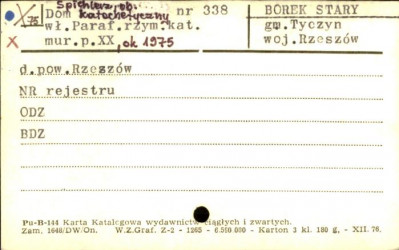 Spichlerz, ob.
V 75 Dom katechetyczny nr 338 BOREK STARY
wł.Paraf.rzym.kat. gm.Tyczyn
X mur.p.XX, ok 1975 woj.Rzeszów
d.pow.Rzeszów
NR rejestru
ODZ
BDZ
Pu-B-144 Karta Katalogowa wydawnictw ciągłych i zwartych.
Zam. 1648/DW/On. W.Z.Graf. Z-2 - 1265 - 6.500 000 - Karton 3 kl. 180 g, - XII. 76.